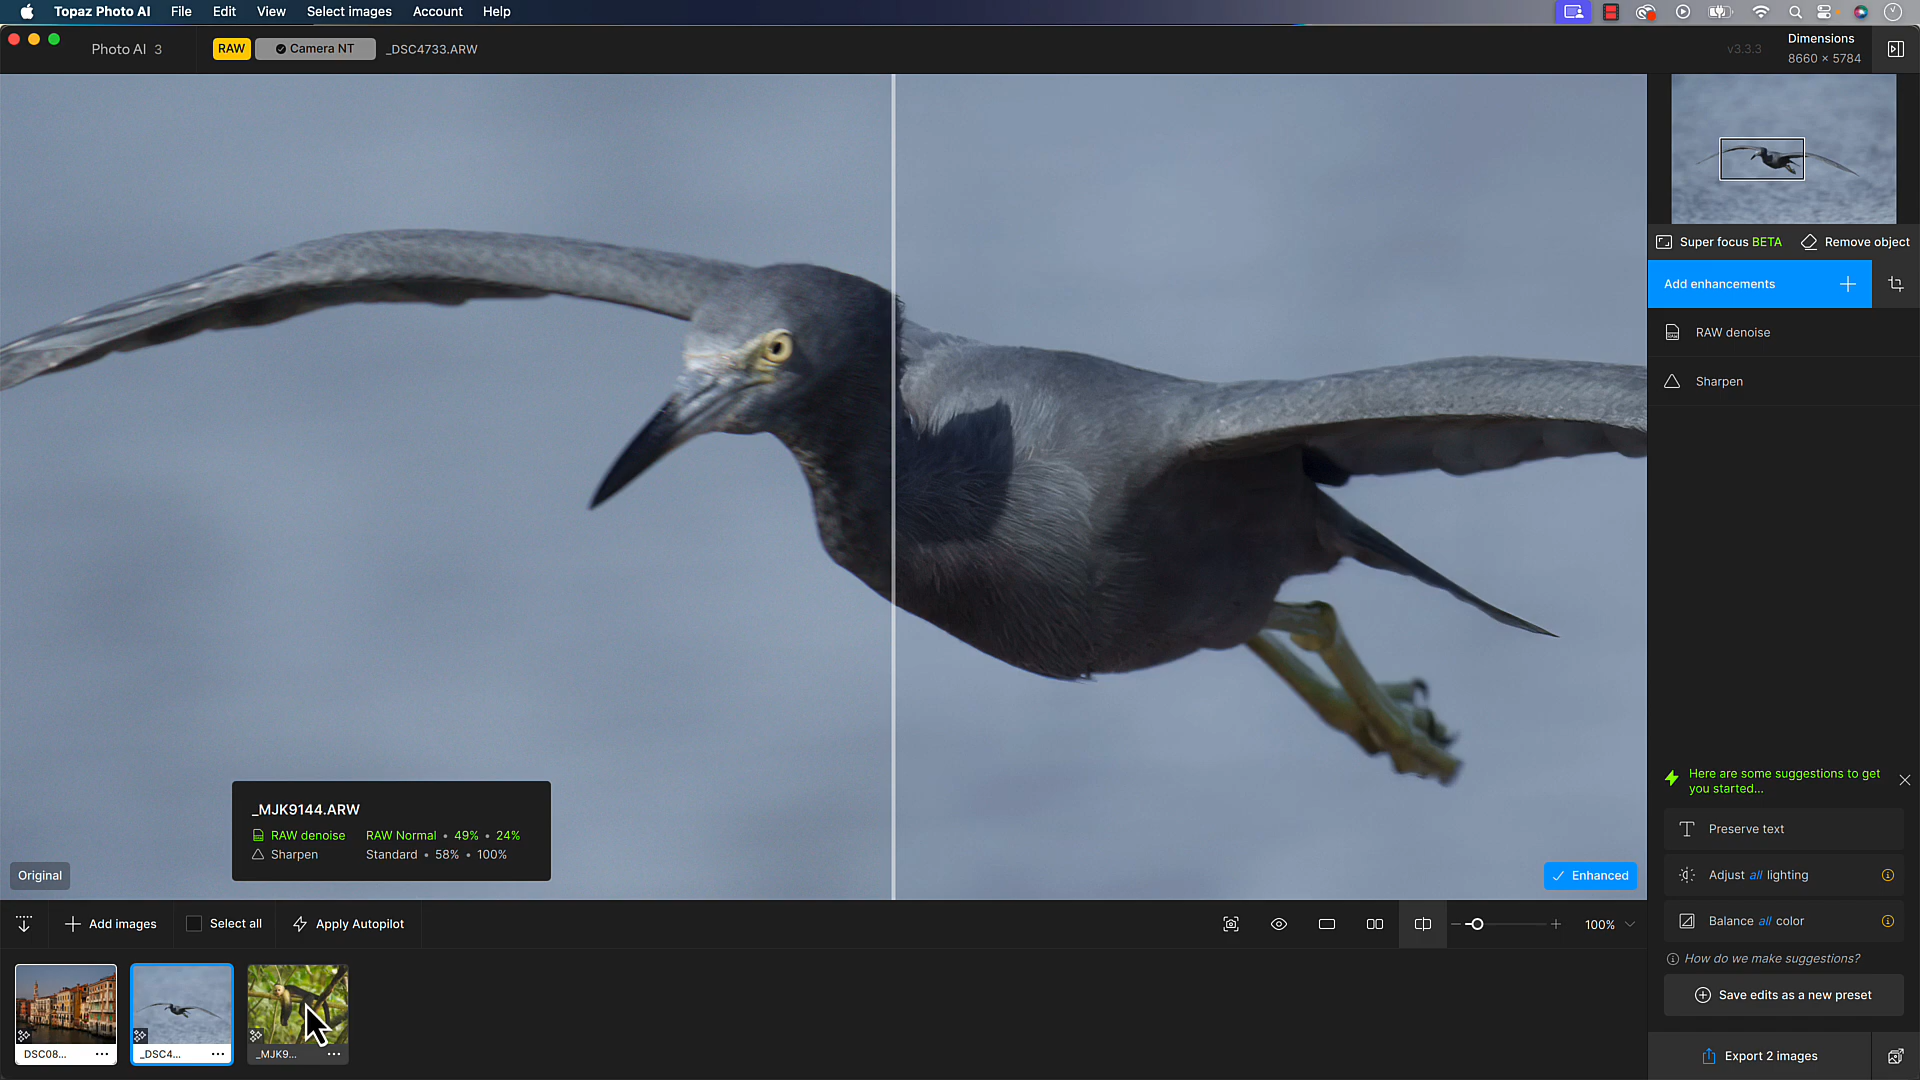 Topaz Photo AI File Edit View Select images Account Help
Photo AI 3 RAW Camera NT _DSC4733.ARW v3.3.3 Dimensions
8660 × 5784
Super focus BETA Remove object
Add enhancements
RAW denoise
Sharpen
_MJK9144.ARW
RAW denoise RAW Normal • 49% • 24%
Sharpen Standard • 58% • 100%
Original
Enhanced
Here are some suggestions to get
you started...
Preserve text
Adjust all lighting
Balance all color
How do we make suggestions?
Save edits as a new preset
Export 2 images
Add images Select all Apply Autopilot 100%
DSC08... ... _DSC4... ... _MJK9... ...